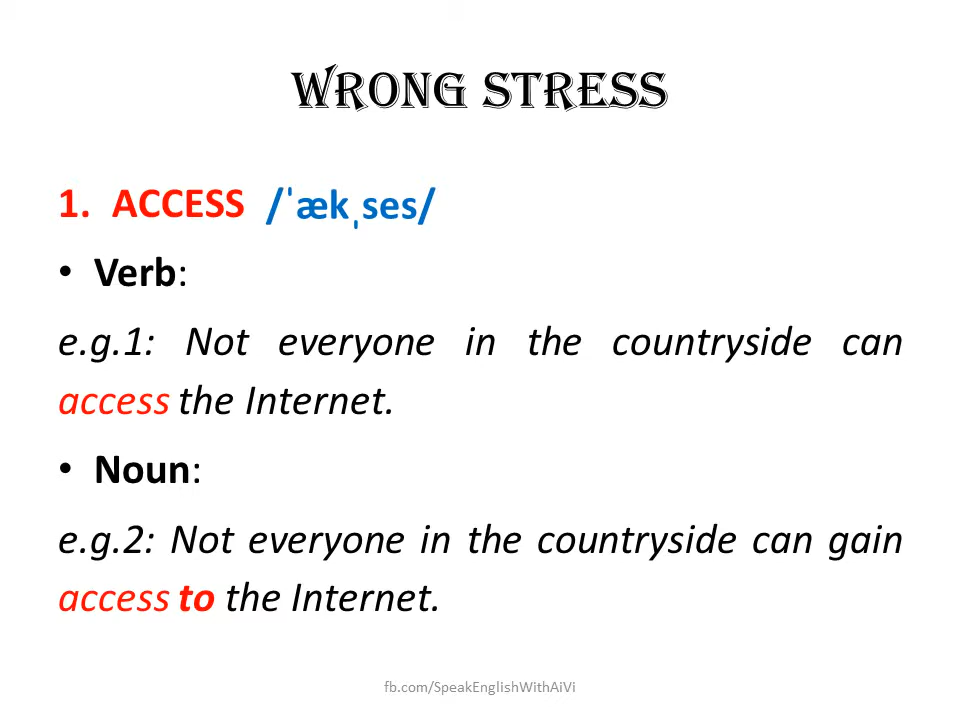 WRONG STRESS
1. ACCESS /ˈækˌses/
• Verb:
e.g.1: Not everyone in the countryside can
access the Internet.
• Noun:
e.g.2: Not everyone in the countryside can gain
access to the Internet.
fb.com/SpeakEnglishWithAiVi